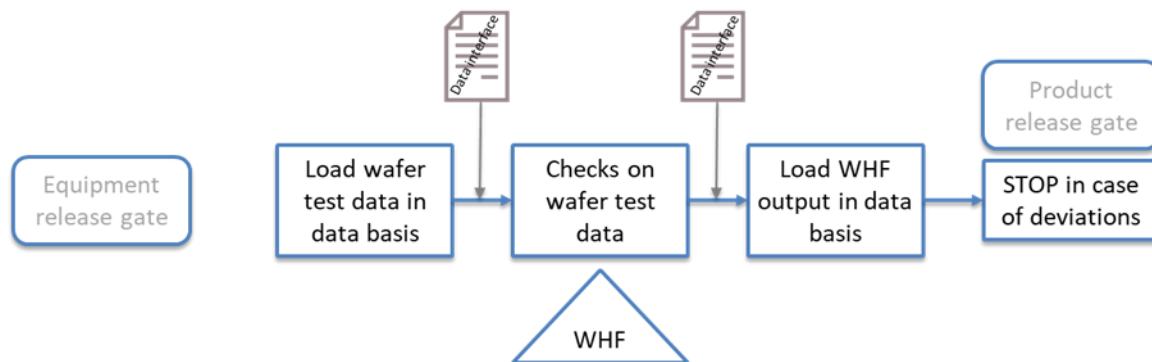 Data interface
Data interface
Product
release gate
Equipment
release gate
Load wafer
test data in
data basis
Checks on
wafer test
data
Load WHF
output in data
basis
STOP in case
of deviations
WHF